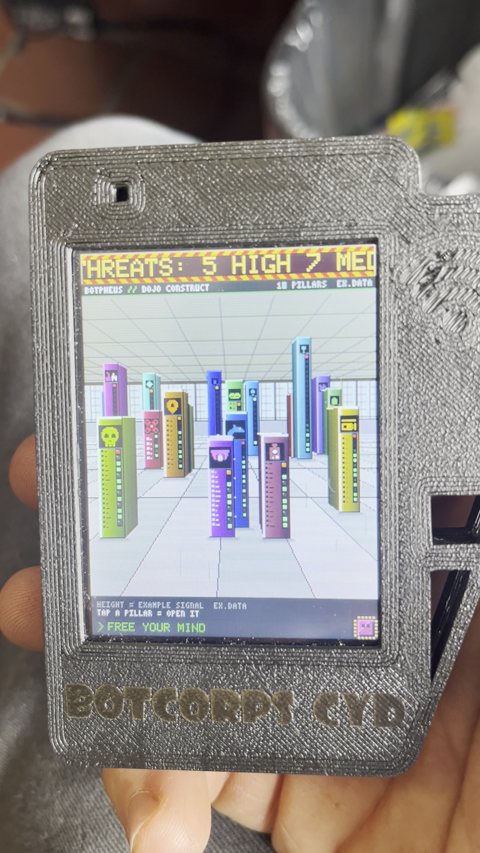 THREATS: 5 HIGH 7 MED
BOTPHEUS // DOJO CONSTRUCT 18 PILLARS EX.DATA
HEIGHT = EXAMPLE SIGNAL EX.DATA
TAP A PILLAR = OPEN IT
>FREE YOUR MIND
BOTCORPS CYD